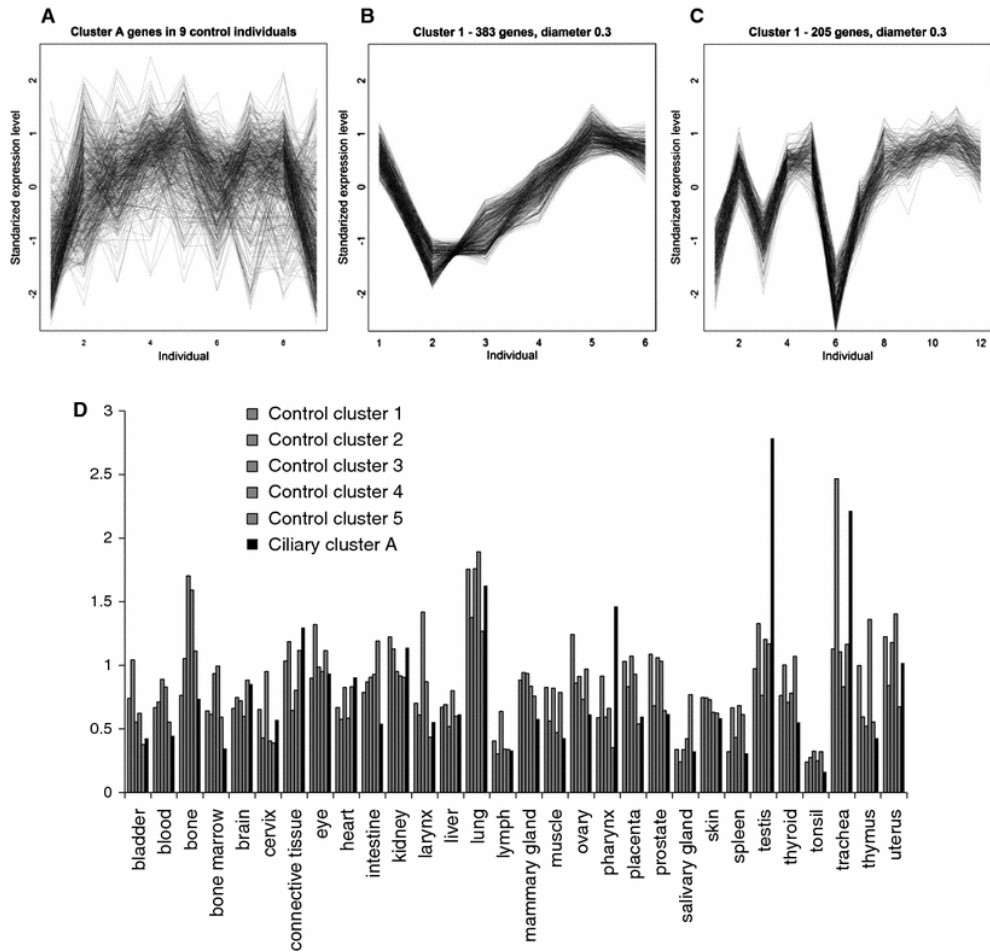 A
Cluster A genes in 9 control individuals
Standarized expression level
2
1
0
-1
-2
2
4
6
8
Individual
B
Cluster 1 - 383 genes, diameter 0.3
Standarized expression level
2
1
0
-1
-2
1
2
3
4
5
6
Individual
C
Cluster 1 - 205 genes, diameter 0.3
Standarized expression level
2
1
0
-1
-2
2
4
6
8
10
12
Individual
D
3
2.5
2
1.5
1
0.5
0
Control cluster 1
Control cluster 2
Control cluster 3
Control cluster 4
Control cluster 5
Ciliary cluster A
bladder
blood
bone
bone marrow
brain
cervix
connective tissue
eye
heart
intestine
kidney
larynx
liver
lung
lymph
mammary gland
muscle
ovary
pharynx
placenta
prostate
salivary gland
skin
spleen
testis
thyroid
tonsil
trachea
thymus
uterus